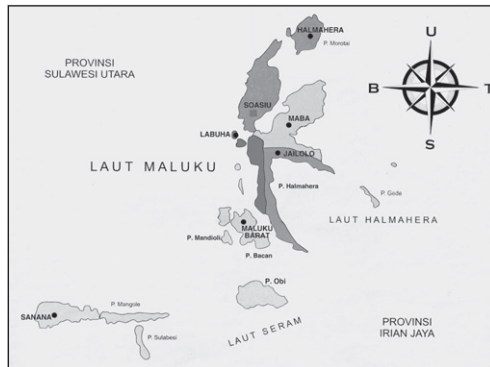 HALMAHERA
P. Morotai
PROVINSI
SULAWESI UTARA
U
B
T
S
SOASIU
MABA
LABUHA
JAILOLO
LAUT MALUKU
P. Halmahera
P. Gede
LAUT HALMAHERA
MALUKU
BARAT
P. Mandioli
P. Bacan
P. Obi
P. Mangole
SANANA
P. Sulabesi
LAUT SERAM
PROVINSI
IRIAN JAYA